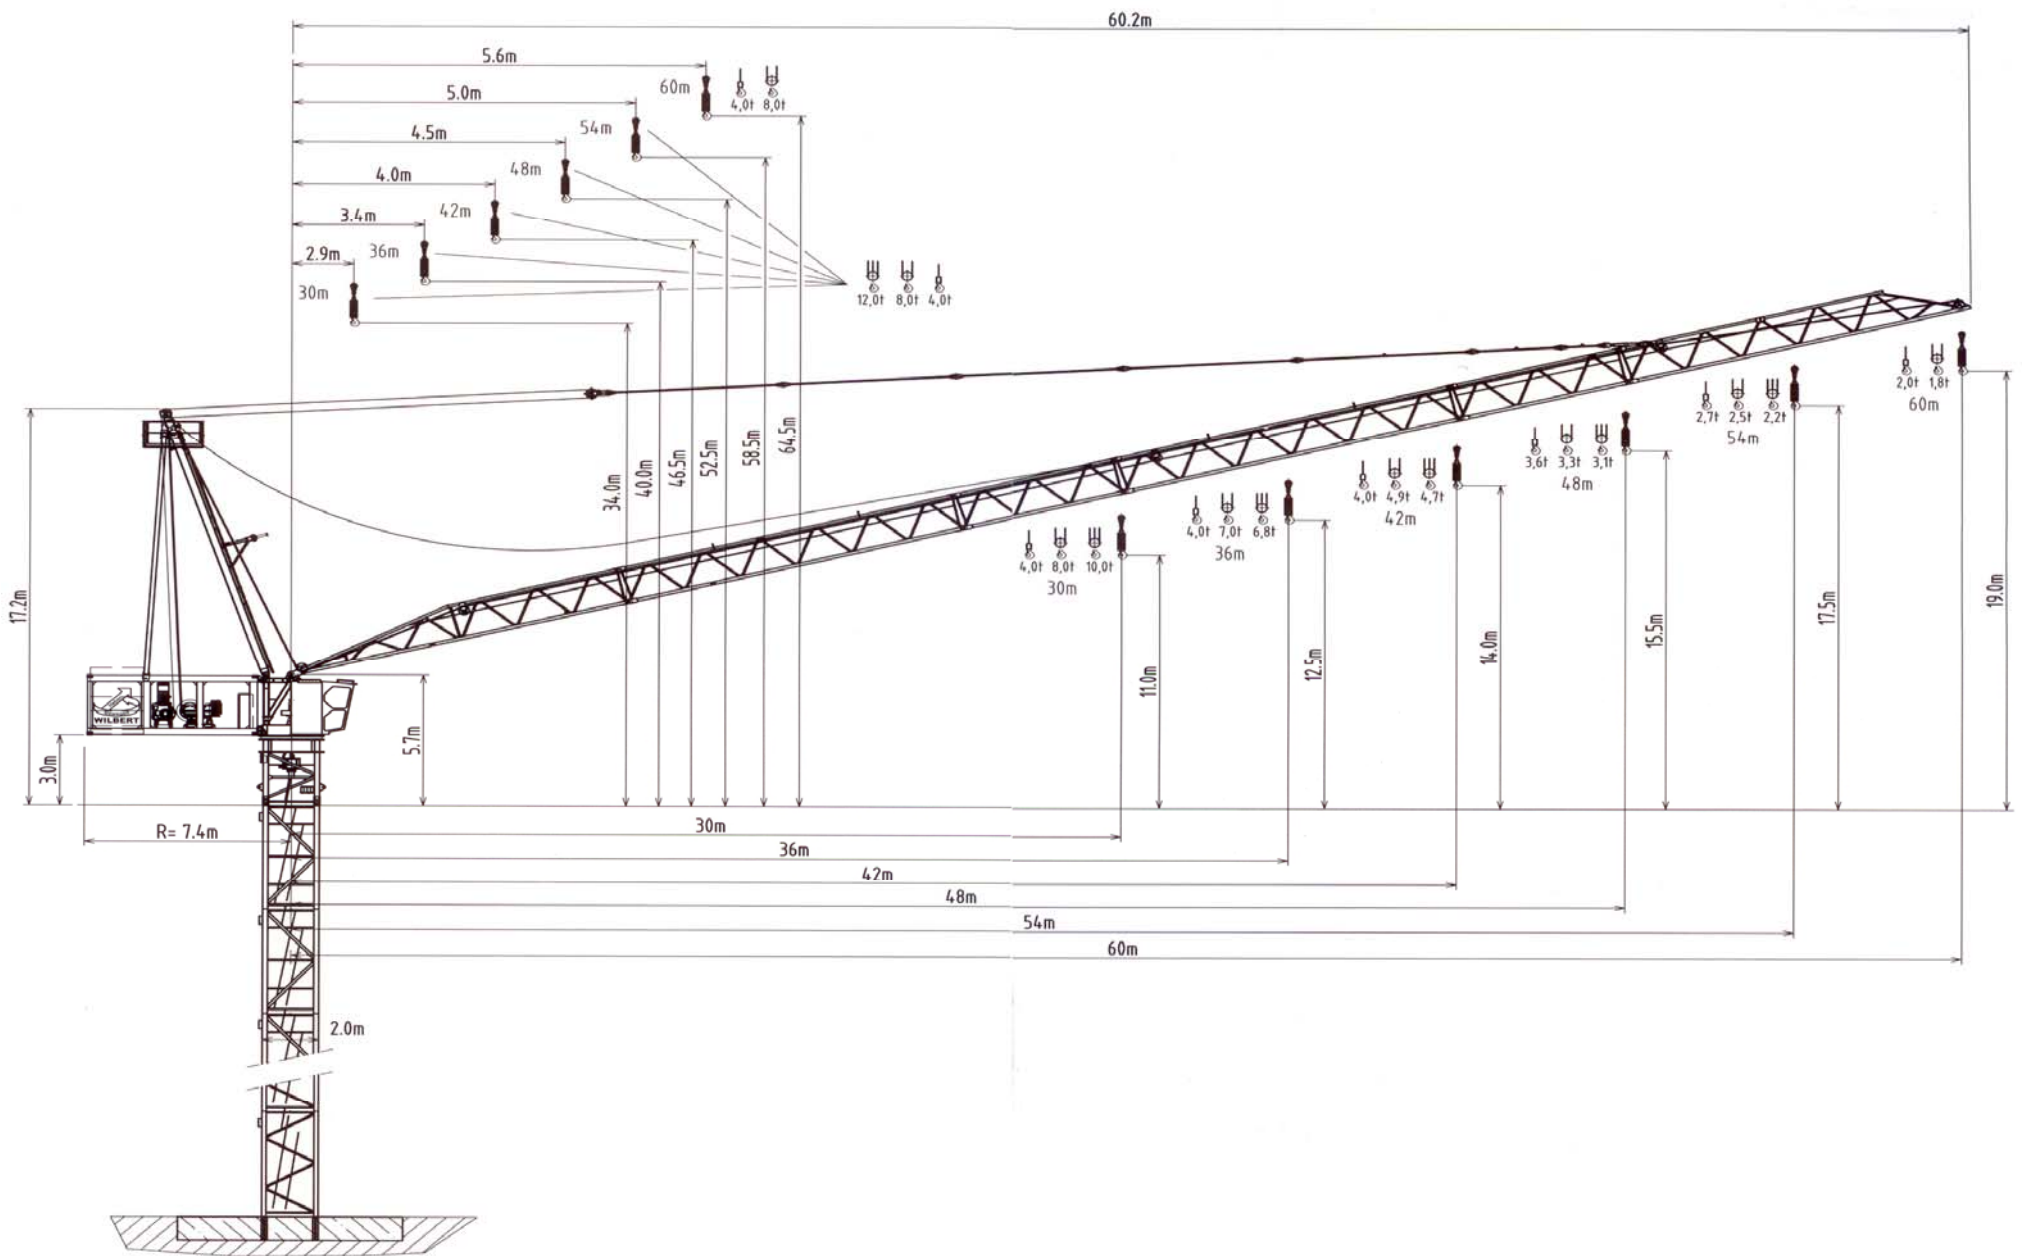 60.2m
5.6m
60m
4,0t 8,0t
5.0m
54m
4.5m
48m
4.0m
42m
3.4m
36m
2.9m
30m
12,0t 8,0t 4,0t
34.0m
40.0m
46.5m
52.5m
58.5m
64.5m
2,0t 1,8t
60m
2,7t 2,5t 2,2t
54m
3,6t 3,3t 3,1t
48m
4,0t 4,9t 4,7t
42m
4,0t 7,0t 6,8t
36m
4,0t 8,0t 10,0t
30m
17.2m
WILBERT
3.0m
5.7m
11.0m
12.5m
14.0m
15.5m
17.5m
19.0m
R= 7.4m
30m
36m
42m
48m
54m
60m
2.0m